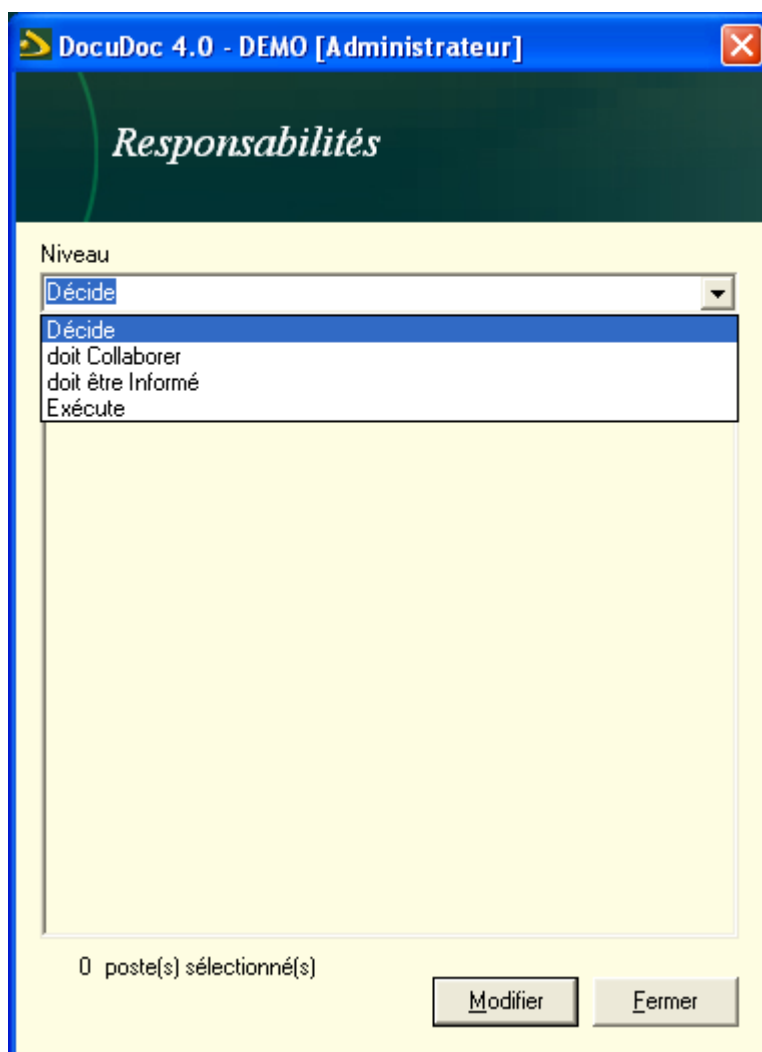 DocuDoc 4.0 - DEMO [Administrateur]
Responsabilités
Niveau
Décide
Décide
doit Collaborer
doit être Informé
Exécute
0 poste(s) sélectionné(s)
Modifier Fermer